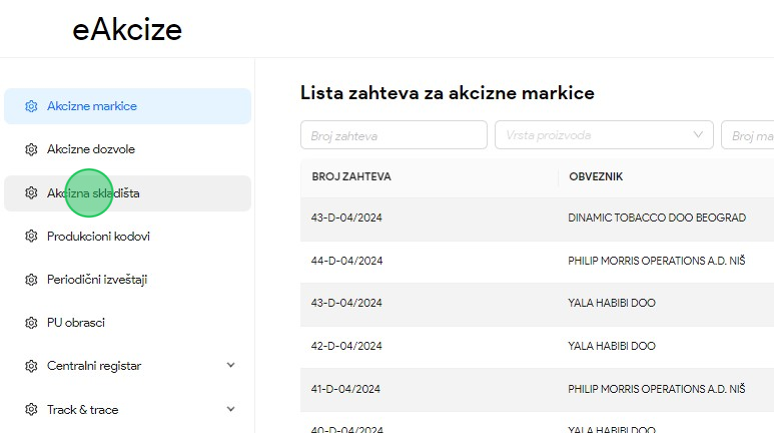 eAkcize
Akcizne markice
Akcizne dozvole
Akcizna skladišta
Produkcioni kodovi
Periodični izveštaji
PU obrasci
Centralni registar
Track & trace
Lista zahteva za akcizne markice
Broj zahteva
Vrsta proizvoda
Broj ma
BROJ ZAHTEVA OBVEZNIK
43-D-04/2024 DINAMIC TOBACCO DOO BEOGRAD
44-D-04/2024 PHILIP MORRIS OPERATIONS A.D. NIŠ
43-D-04/2024 YALA HABIBI DOO
42-D-04/2024 YALA HABIBI DOO
41-D-04/2024 PHILIP MORRIS OPERATIONS A.D. NIŠ
40-D-04/2024 YALA HABIBI DOO